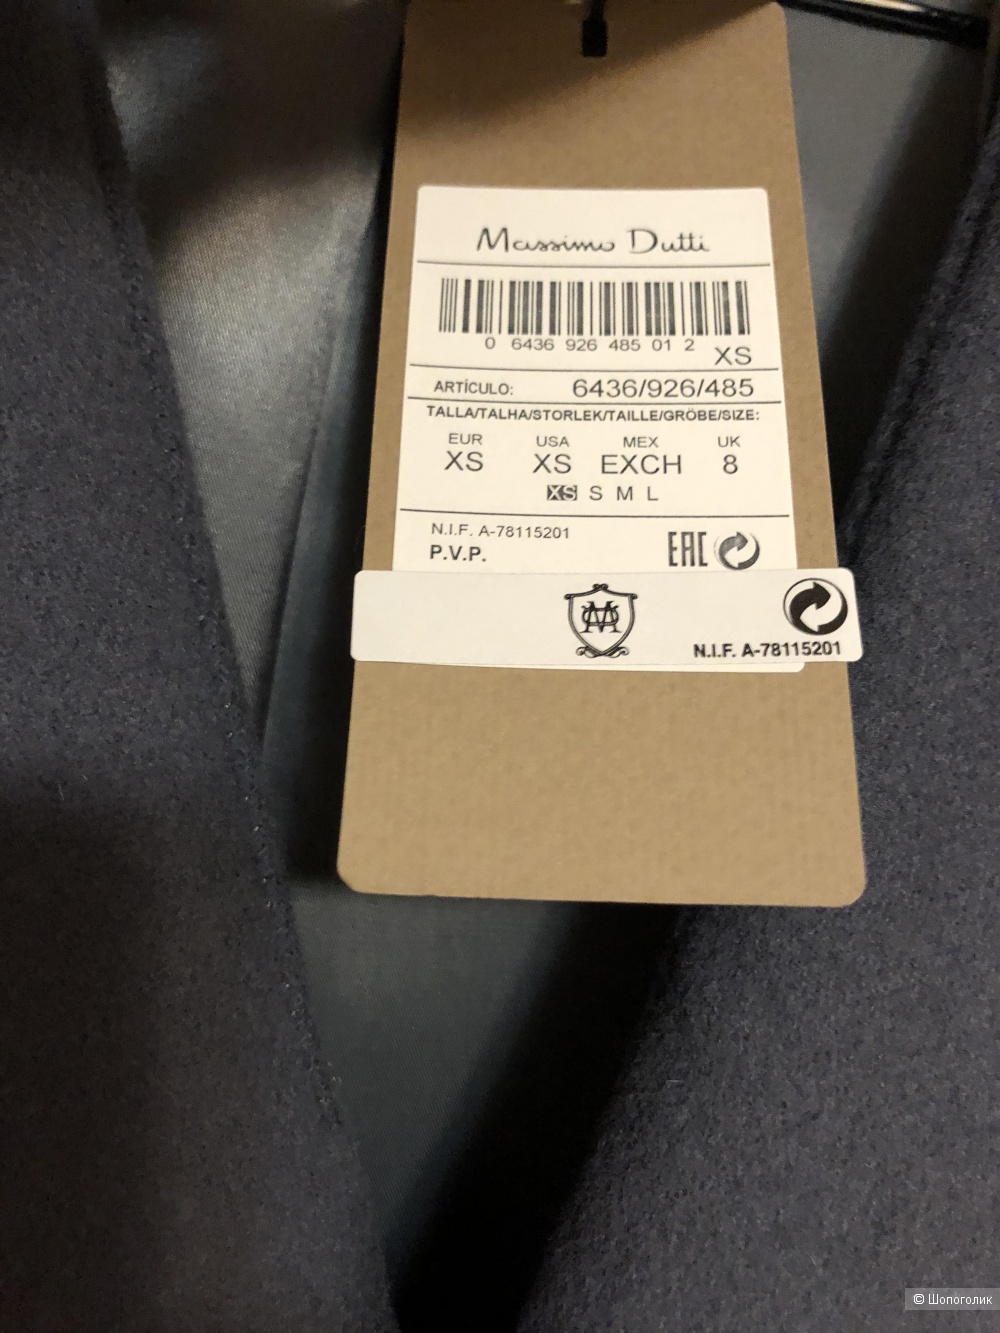 Massimo Dutti
0 6436 926 485 01 2 XS
ARTÍCULO: 6436/926/485
TALLA/TALHA/STORLEK/TAILLE/GRÖBE/SIZE:
EUR USA MEX UK
XS XS EXCH 8
XS S M L
N.I.F. A-78115201
P.V.P. EAC
N.I.F. A-78115201
© Шопоголик